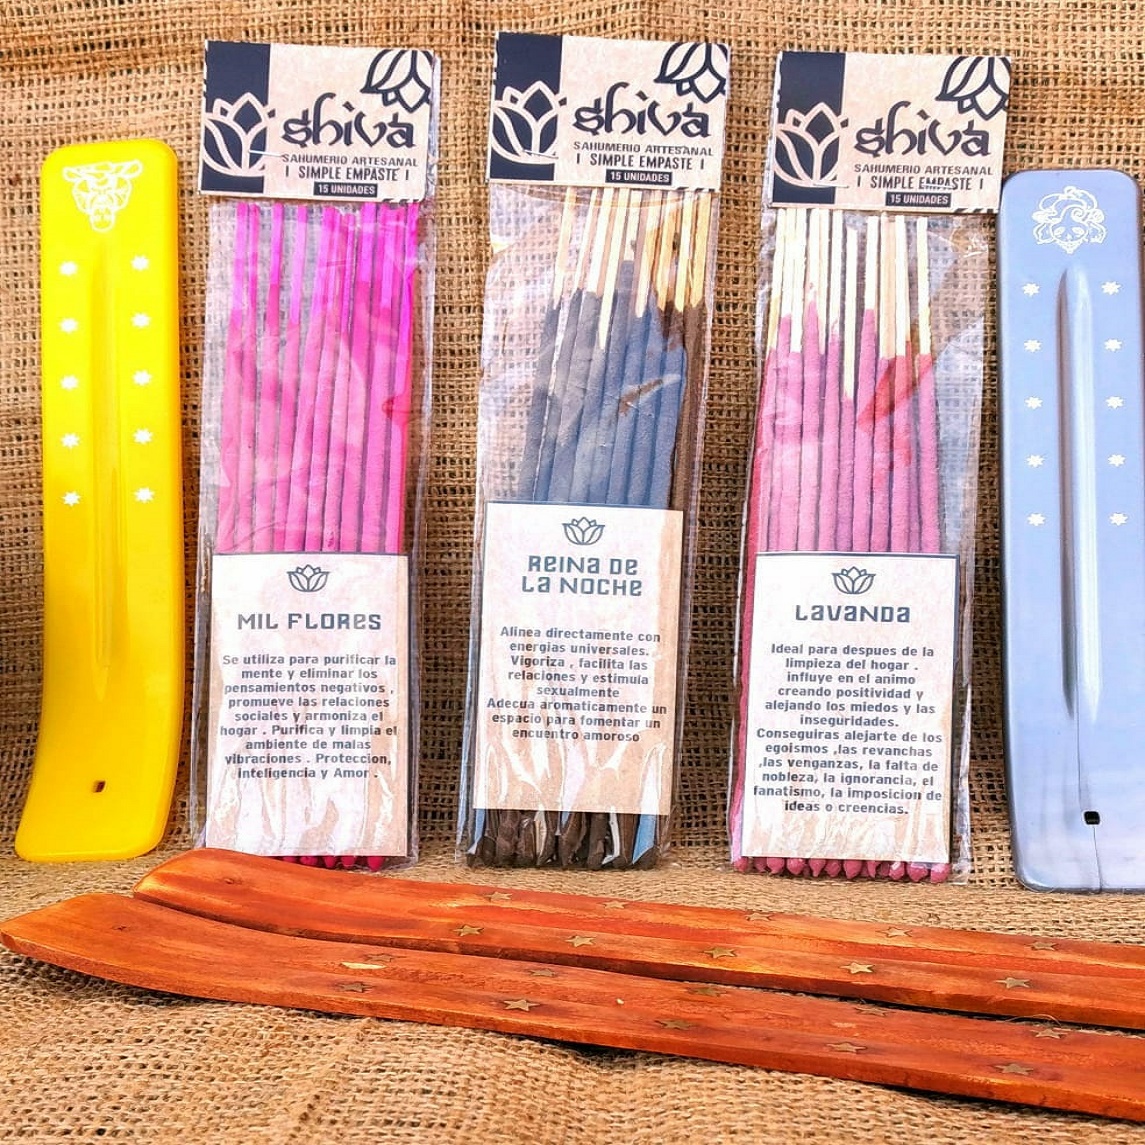 shiva
SAHUMERIO ARTESANAL
SIMPLE EMPASTE
15 UNIDADES
MIL FLORES
Se utiliza para purificar la
mente y eliminar los
pensamientos negativos ,
promueve las relaciones
sociales y armoniza el
hogar . Purifica y limpia el
ambiente de malas
vibraciones . Proteccion,
inteligencia y Amor .
shiva
SAHUMERIO ARTESANAL
SIMPLE EMPASTE
15 UNIDADES
REINA DE
LA NOCHE
Alinea directamente con
energias universales.
Vigoriza , facilita las
relaciones y estimula
sexualmente
Adecua aromaticamente un
espacio para fomentar un
encuentro amoroso
shiva
SAHUMERIO ARTESANAL
SIMPLE EMPASTE
15 UNIDADES
LAVANDA
Ideal para despues de la
limpieza del hogar .
influye en el animo
creando positividad y
alejando los miedos y las
inseguridades.
Conseguiras alejarte de los
egoismos ,las revanchas
,las venganzas, la falta de
nobleza, la ignorancia, el
fanatismo, la imposicion de
ideas o creencias.